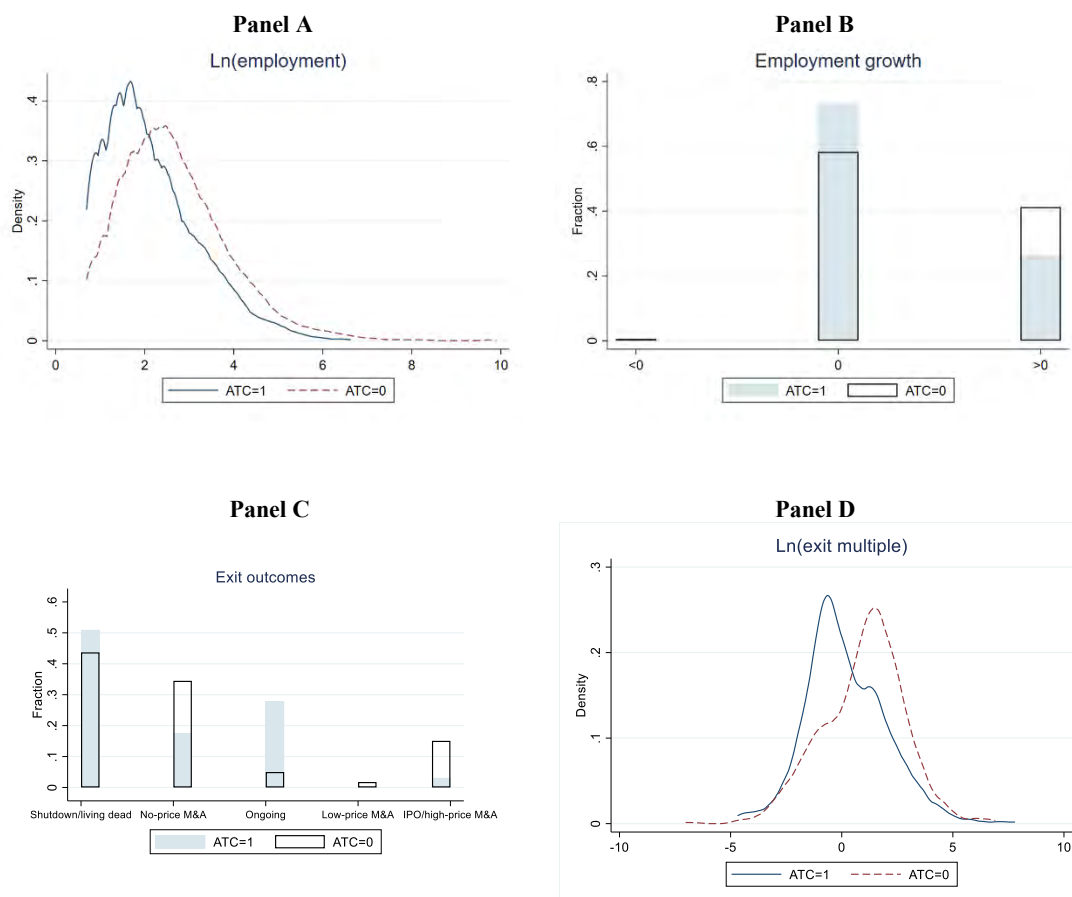 Panel A
Ln(employment)
Density
.4
.3
.2
.1
0
0 2 4 6 8 10
ATC=1 ATC=0
Panel B
Employment growth
Fraction
.8
.6
.4
.2
0
<0 0 >0
ATC=1 ATC=0
Panel C
Exit outcomes
Fraction
.6
.5
.4
.3
.2
.1
0
Shutdown/living dead No-price M&A Ongoing Low-price M&A IPO/high-price M&A
ATC=1 ATC=0
Panel D
Ln(exit multiple)
Density
.3
.2
.1
0
-10 -5 0 5 10
ATC=1 ATC=0